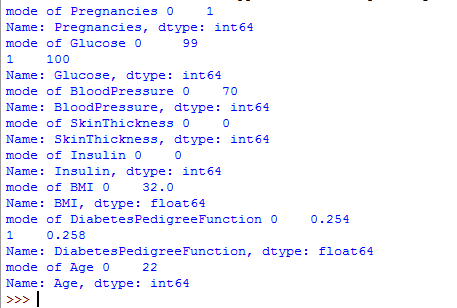 mode of Pregnancies 0    1
Name: Pregnancies, dtype: int64
mode of Glucose 0     99
1    100
Name: Glucose, dtype: int64
mode of BloodPressure 0    70
Name: BloodPressure, dtype: int64
mode of SkinThickness 0    0
Name: SkinThickness, dtype: int64
mode of Insulin 0    0
Name: Insulin, dtype: int64
mode of BMI 0    32.0
Name: BMI, dtype: float64
mode of DiabetesPedigreeFunction 0    0.254
1    0.258
Name: DiabetesPedigreeFunction, dtype: float64
mode of Age 0    22
Name: Age, dtype: int64
>>>